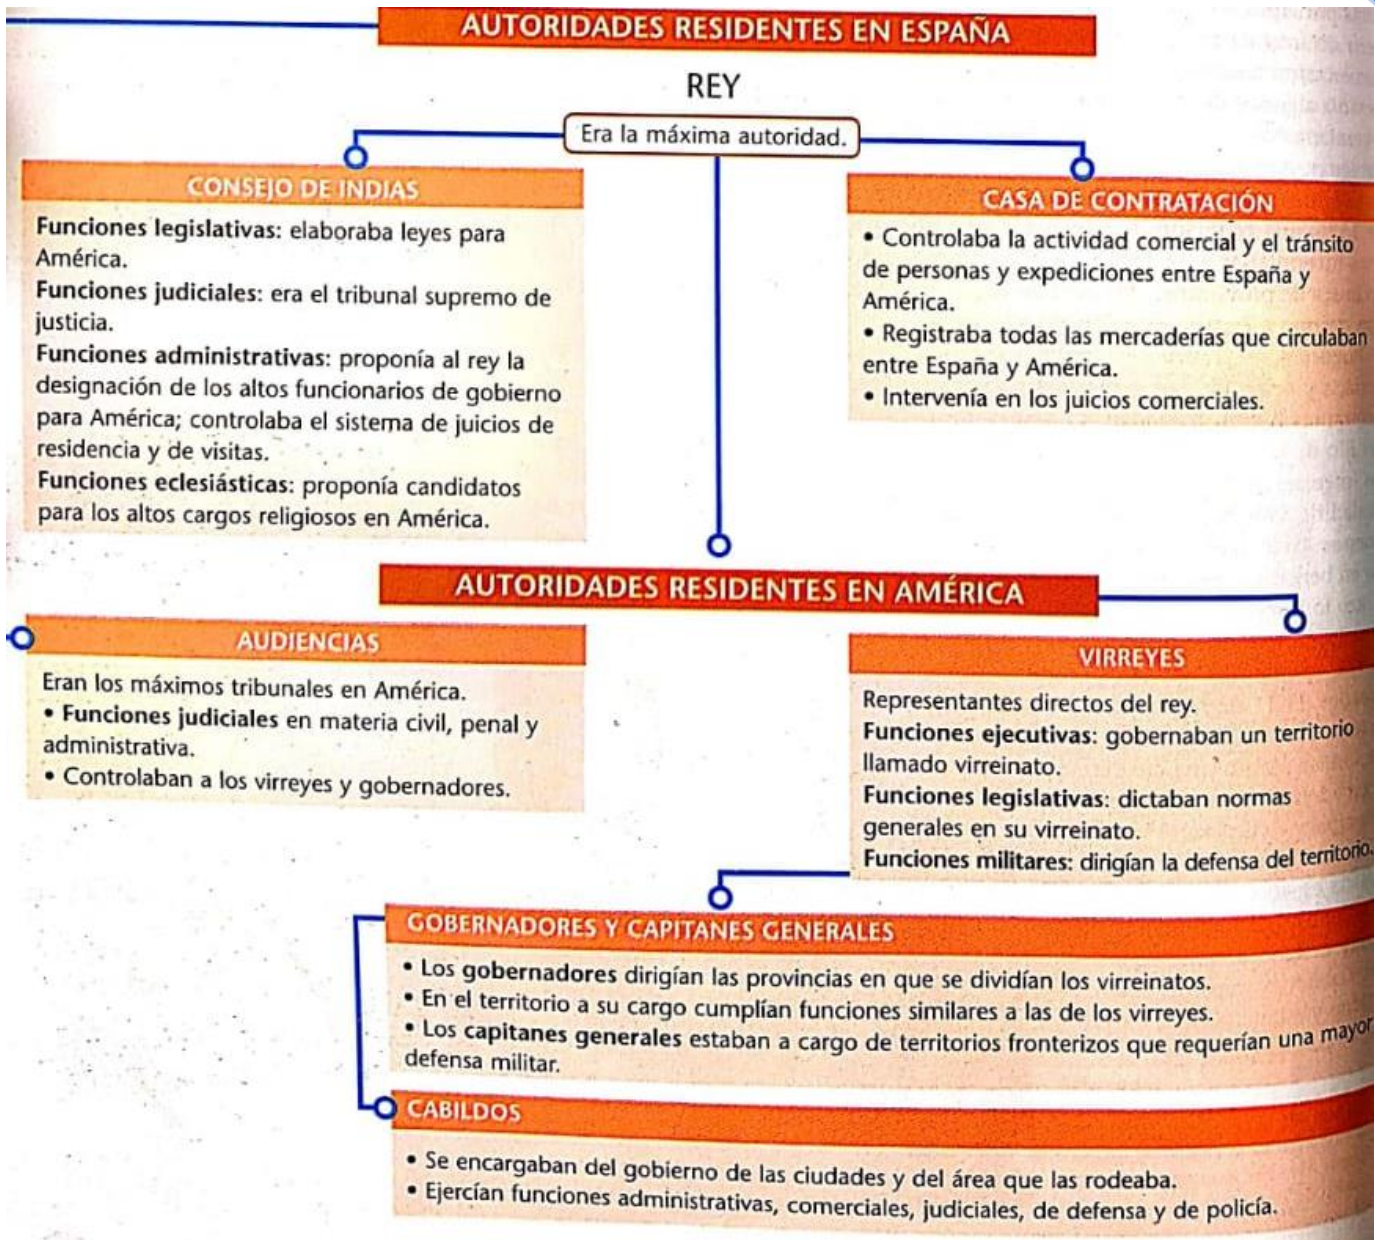 AUTORIDADES RESIDENTES EN ESPAÑA
REY
Era la máxima autoridad.
CONSEJO DE INDIAS
Funciones legislativas: elaboraba leyes para
América.
Funciones judiciales: era el tribunal supremo de
justicia.
Funciones administrativas: proponía al rey la
designación de los altos funcionarios de gobierno
para América; controlaba el sistema de juicios de
residencia y de visitas.
Funciones eclesiásticas: proponía candidatos
para los altos cargos religiosos en América.
CASA DE CONTRATACIÓN
• Controlaba la actividad comercial y el tránsito
de personas y expediciones entre España y
América.
• Registraba todas las mercaderías que circulaban
entre España y América.
• Intervenía en los juicios comerciales.
AUTORIDADES RESIDENTES EN AMÉRICA
AUDIENCIAS
Eran los máximos tribunales en América.
• Funciones judiciales en materia civil, penal y
administrativa.
• Controlaban a los virreyes y gobernadores.
VIRREYES
Representantes directos del rey.
Funciones ejecutivas: gobernaban un territorio
llamado virreinato.
Funciones legislativas: dictaban normas
generales en su virreinato.
Funciones militares: dirigían la defensa del territorio.
GOBERNADORES Y CAPITANES GENERALES
• Los gobernadores dirigían las provincias en que se dividían los virreinatos.
• En el territorio a su cargo cumplían funciones similares a las de los virreyes.
• Los capitanes generales estaban a cargo de territorios fronterizos que requerían una mayor
defensa militar.
CABILDOS
• Se encargaban del gobierno de las ciudades y del área que las rodeaba.
• Ejercían funciones administrativas, comerciales, judiciales, de defensa y de policía.